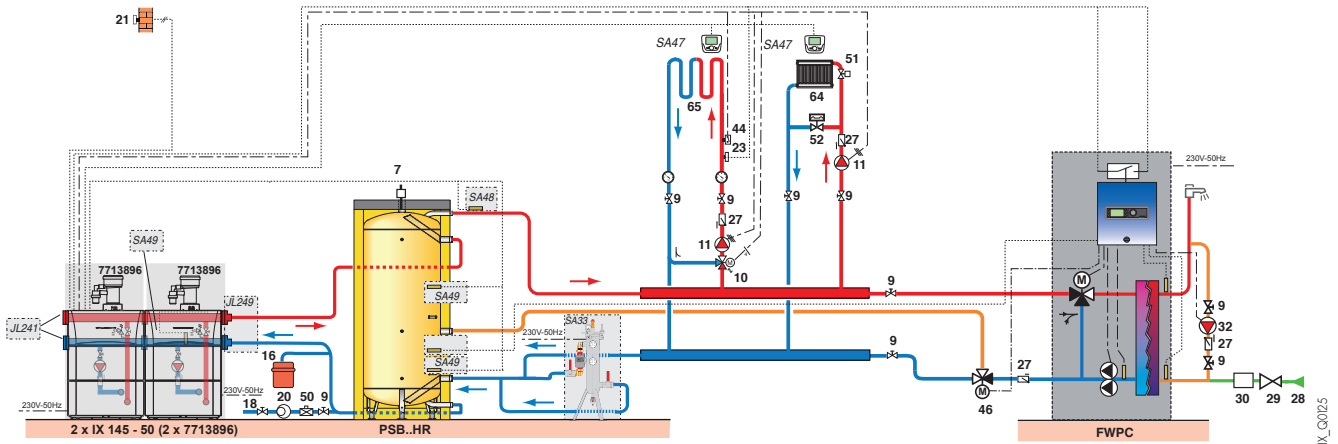 21
SA47
SA47
51
65
64
44
23
52
27
11
230V-50Hz
7
SA48
9
9
9
9
27
11
M
10
SA49
7713896
7713896
JL249
JL241
SA49
SA33
230V-50Hz
SA49
9
9
M
9
32
27
9
16
27
M
46
230V-50Hz
230V-50Hz
18
20
50
9
30
29
28
2 x IX 145 - 50 (2 x 7713896)
PSB..HR
FWPC
IX_Q0125